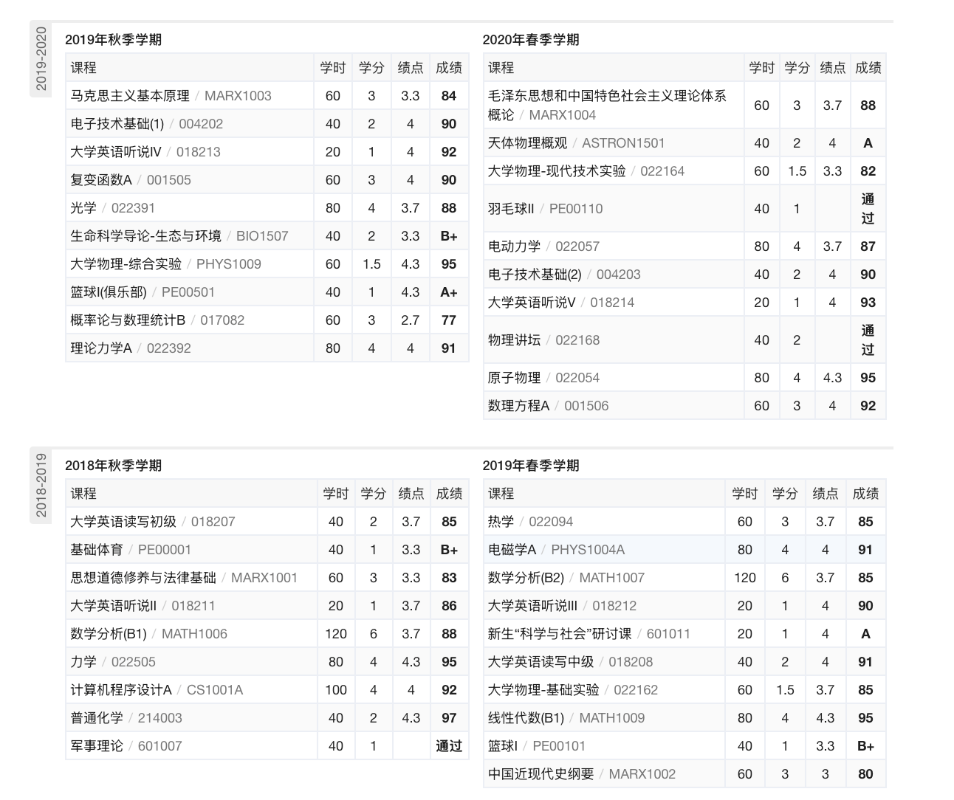 2019-2020
2019年秋季学期
课程 学时 学分 绩点 成绩
马克思主义基本原理 / MARX1003 60 3 3.3 84
电子技术基础(1) / 004202 40 2 4 90
大学英语听说IV / 018213 20 1 4 92
复变函数A / 001505 60 3 4 90
光学 / 022391 80 4 3.7 88
生命科学导论-生态与环境 / BIO1507 40 2 3.3 B+
大学物理-综合实验 / PHYS1009 60 1.5 4.3 95
篮球I(俱乐部) / PE00501 40 1 4.3 A+
概率论与数理统计B / 017082 60 3 2.7 77
理论力学A / 022392 80 4 4 91
2020年春季学期
课程 学时 学分 绩点 成绩
毛泽东思想和中国特色社会主义理论体系
概论 / MARX1004 60 3 3.7 88
天体物理概观 / ASTRON1501 40 2 4 A
大学物理-现代技术实验 / 022164 60 1.5 3.3 82
羽毛球II / PE00110 40 1 通
过
电动力学 / 022057 80 4 3.7 87
电子技术基础(2) / 004203 40 2 4 90
大学英语听说V / 018214 20 1 4 93
物理讲坛 / 022168 40 2 通
过
原子物理 / 022054 80 4 4.3 95
数理方程A / 001506 60 3 4 92
2018-2019
2018年秋季学期
课程 学时 学分 绩点 成绩
大学英语读写初级 / 018207 40 2 3.7 85
基础体育 / PE00001 40 1 3.3 B+
思想道德修养与法律基础 / MARX1001 60 3 3.3 83
大学英语听说II / 018211 20 1 3.7 86
数学分析(B1) / MATH1006 120 6 3.7 88
力学 / 022505 80 4 4.3 95
计算机程序设计A / CS1001A 100 4 4 92
普通化学 / 214003 40 2 4.3 97
军事理论 / 601007 40 1 通过
2019年春季学期
课程 学时 学分 绩点 成绩
热学 / 022094 60 3 3.7 85
电磁学A / PHYS1004A 80 4 4 91
数学分析(B2) / MATH1007 120 6 3.7 85
大学英语听说III / 018212 20 1 4 90
新生“科学与社会”研讨课 / 601011 20 1 4 A
大学英语读写中级 / 018208 40 2 4 91
大学物理-基础实验 / 022162 60 1.5 3.7 85
线性代数(B1) / MATH1009 80 4 4.3 95
篮球I / PE00101 40 1 3.3 B+
中国近现代史纲要 / MARX1002 60 3 3 80